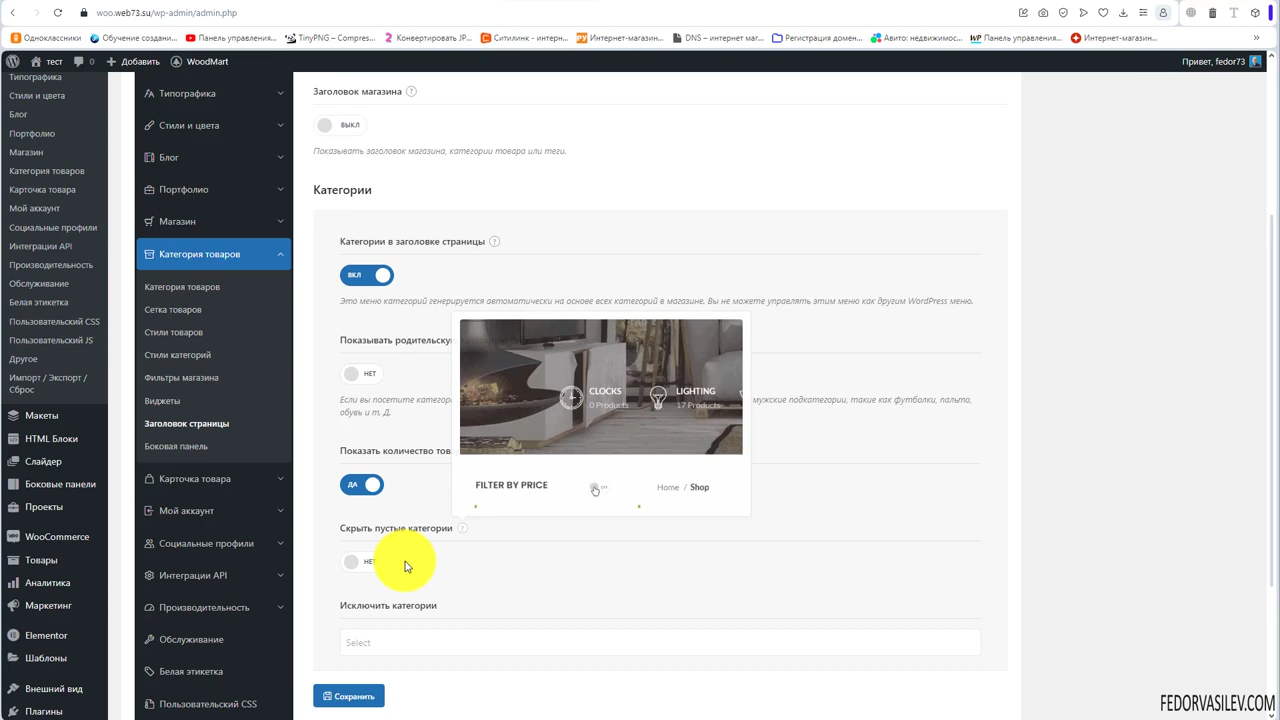 woo.web73.su/wp-admin/admin.php
Одноклассники
Обучение создани...
Панель управления...
TinyPNG – Compres...
Конвертировать JP...
Ситилинк - интерн...
Интернет-магазин...
DNS – интернет маг...
Регистрация домен...
Авито: недвижимос...
Панель управления...
Интернет-магазин...
тест
0
Добавить
WoodMart
Привет, fedor73
Типографика
Стили и цвета
Блог
Портфолио
Магазин
Категория товаров
Карточка товара
Мой аккаунт
Социальные профили
Интеграции API
Производительность
Обслуживание
Белая этикетка
Пользовательский CSS
Пользовательский JS
Другое
Импорт / Экспорт /
Сброс
Макеты
HTML Блоки
Слайдер
Боковые панели
Проекты
WooCommerce
Товары
Аналитика
Маркетинг
Elementor
Шаблоны
Внешний вид
Плагины
Типографика
Стили и цвета
Блог
Портфолио
Магазин
Категория товаров
Категория товаров
Сетка товаров
Стили товаров
Стили категорий
Фильтры магазина
Виджеты
Заголовок страницы
Боковая панель
Карточка товара
Мой аккаунт
Социальные профили
Интеграции API
Производительность
Обслуживание
Белая этикетка
Пользовательский CSS
Заголовок магазина
ВЫКЛ
Показывать заголовок магазина, категории товара или теги.
Категории
Категории в заголовке страницы
ВКЛ
Это меню категорий генерируется автоматически на основе всех категорий в магазине. Вы не можете управлять этим меню как другим WordPress меню.
Показывать родительскую
НЕТ
Если вы посетите катего
мужские подкатегории, такие как футболки, пальто,
обувь и т. Д.
Показать количество тов
ДА
CLOCKS
0 Products
LIGHTING
17 Products
FILTER BY PRICE
Home / Shop
Скрыть пустые категории
НЕТ
Исключить категории
Select
Сохранить
FEDORVASILEV.COM